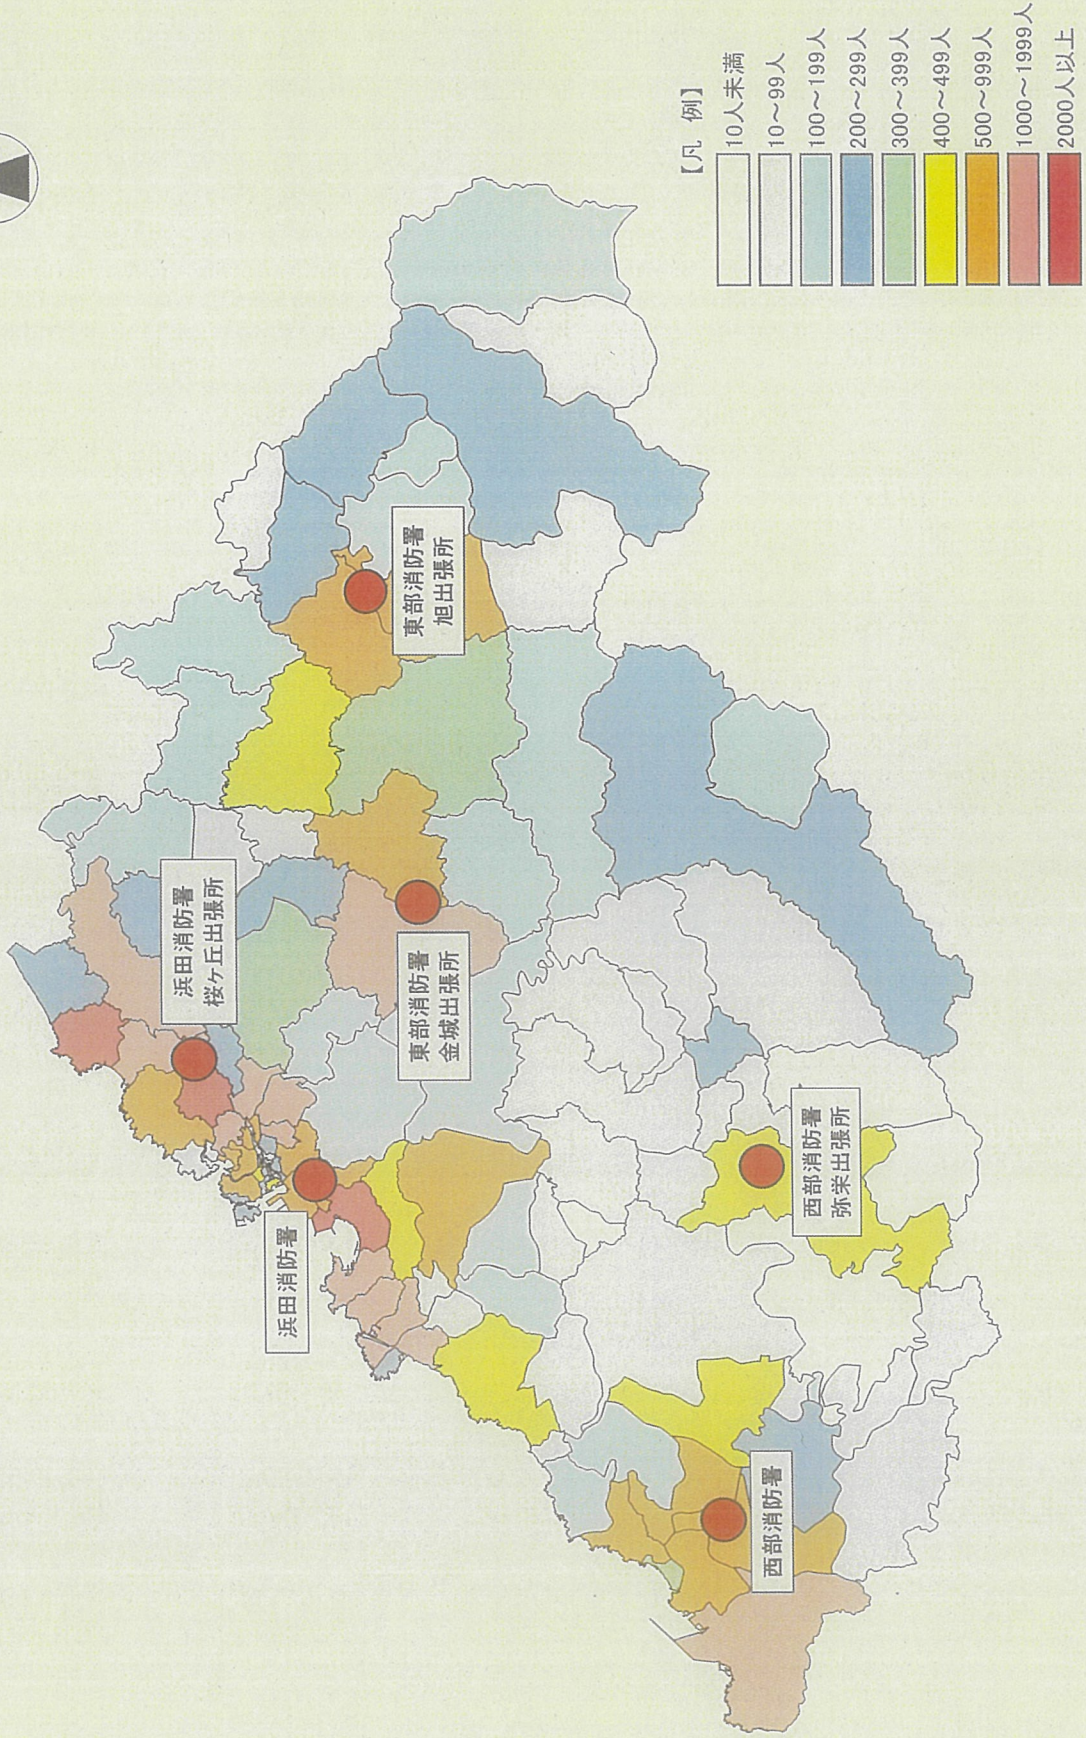 浜田消防署
桜ヶ丘出張所
東部消防署
旭出張所
東部消防署
金城出張所
浜田消防署
西部消防署
弥栄出張所
西部消防署
【凡 例】
10人未満
10～99人
100～199人
200～299人
300～399人
400～499人
500～999人
1000～1999人
2000人以上